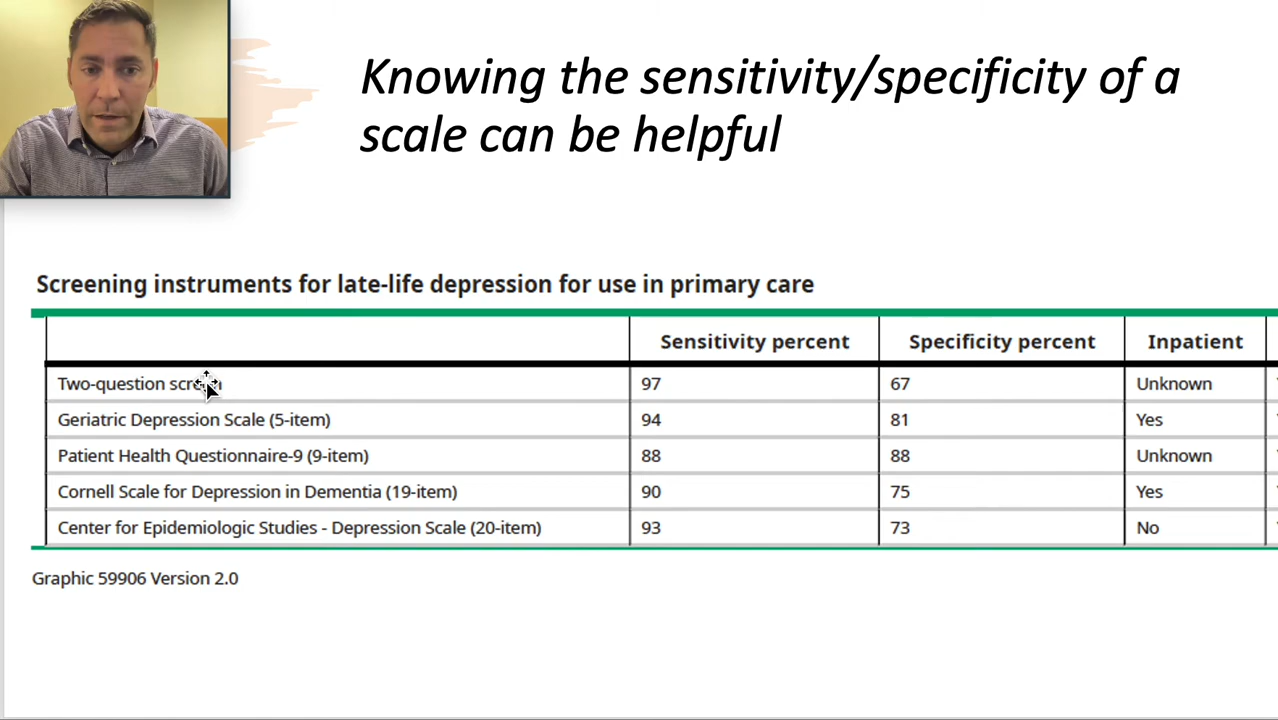 Knowing the sensitivity/specificity of a
scale can be helpful
Screening instruments for late-life depression for use in primary care
Sensitivity percent Specificity percent Inpatient
Two-question screen 97 67 Unknown
Geriatric Depression Scale (5-item) 94 81 Yes
Patient Health Questionnaire-9 (9-item) 88 88 Unknown
Cornell Scale for Depression in Dementia (19-item) 90 75 Yes
Center for Epidemiologic Studies - Depression Scale (20-item) 93 73 No
Graphic 59906 Version 2.0